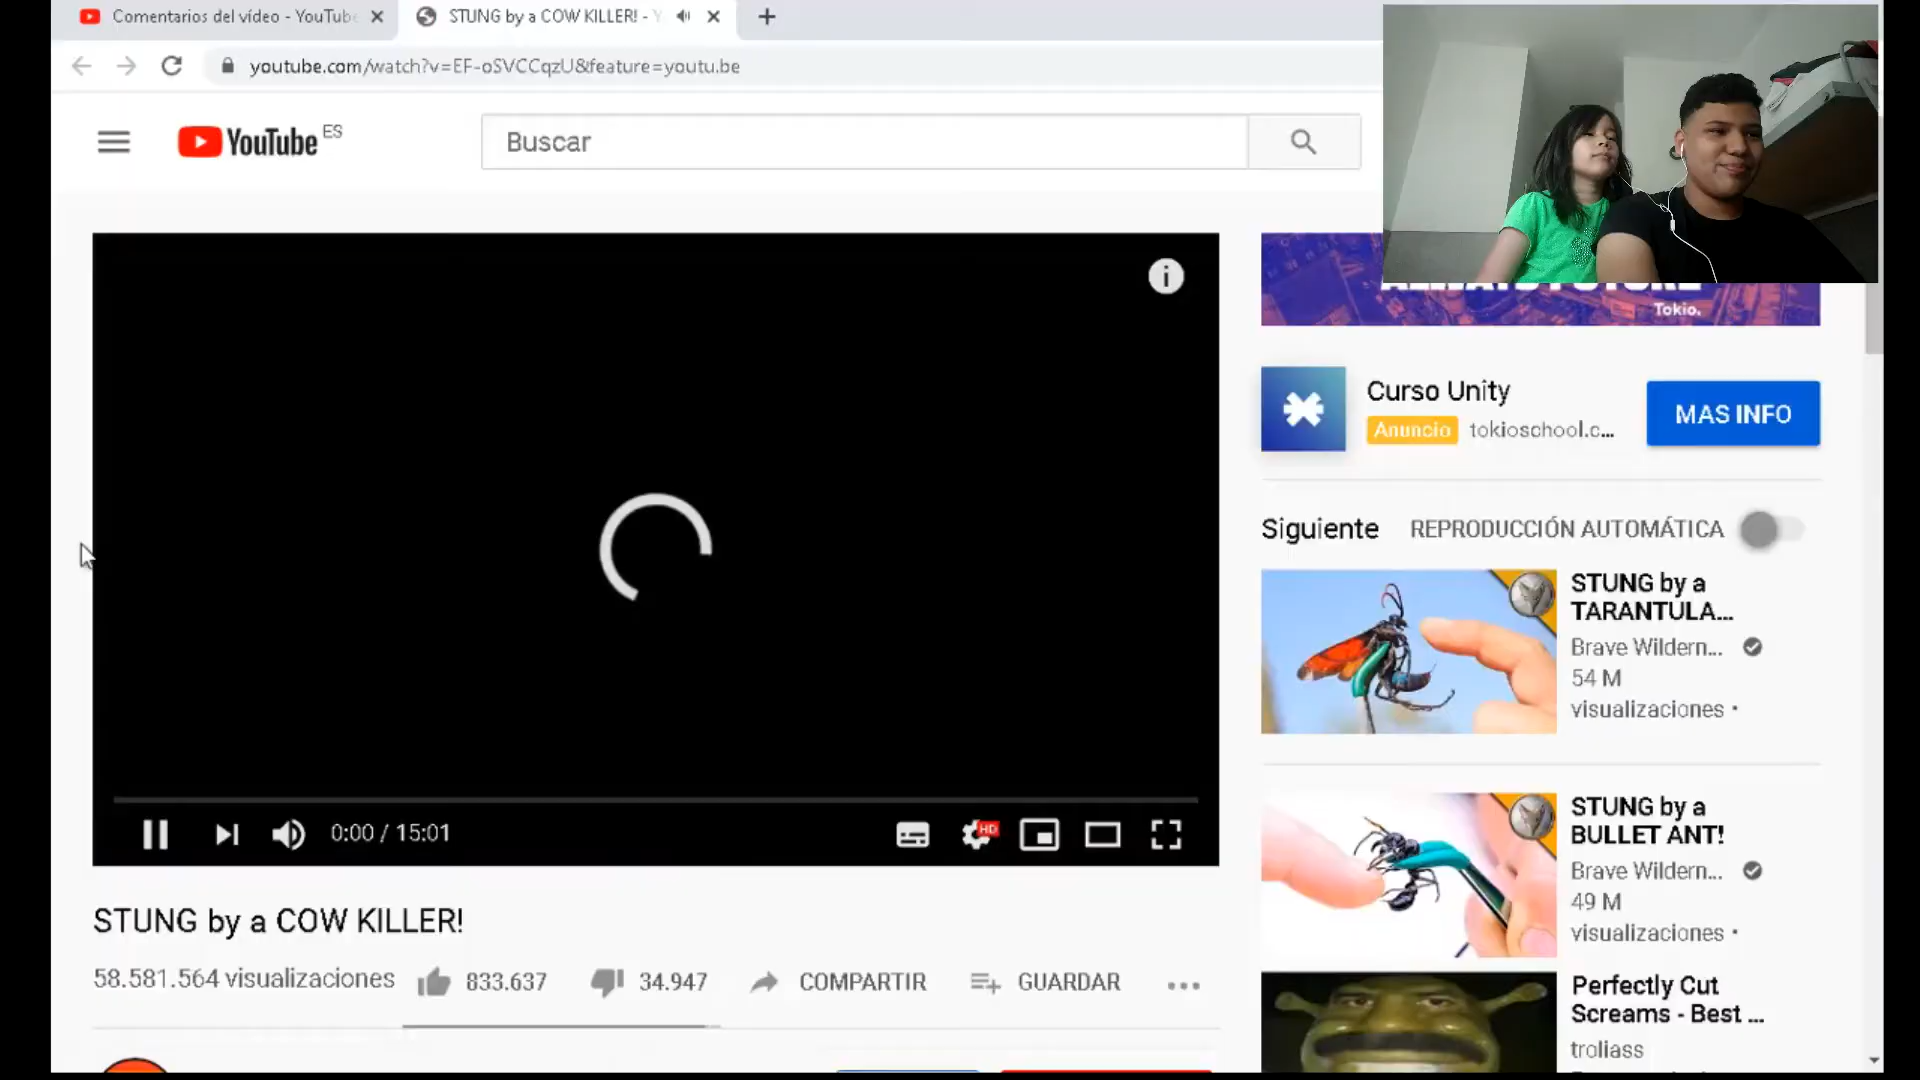 Comentarios del vídeo - YouTube
STUNG by a COW KILLER! - Y
youtube.com/watch?v=EF-oSVCCqzU&feature=youtu.be
YouTube ES
Buscar
Tokio.
Curso Unity
Anuncio tokioschool.c...
MAS INFO
Siguiente REPRODUCCIÓN AUTOMÁTICA
STUNG by a
TARANTULA...
Brave Wildern...
54 M
visualizaciones •
STUNG by a
BULLET ANT!
Brave Wildern...
49 M
visualizaciones •
Perfectly Cut
Screams - Best ...
troliass
i
0:00 / 15:01
HD
STUNG by a COW KILLER!
58.581.564 visualizaciones
833.637
34.947
COMPARTIR
GUARDAR